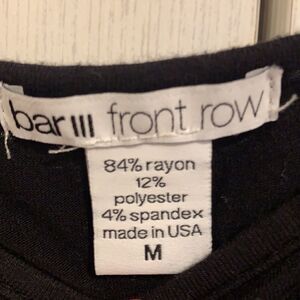 bar III front row
84% rayon
12%
polyester
4% spandex
made in USA
M